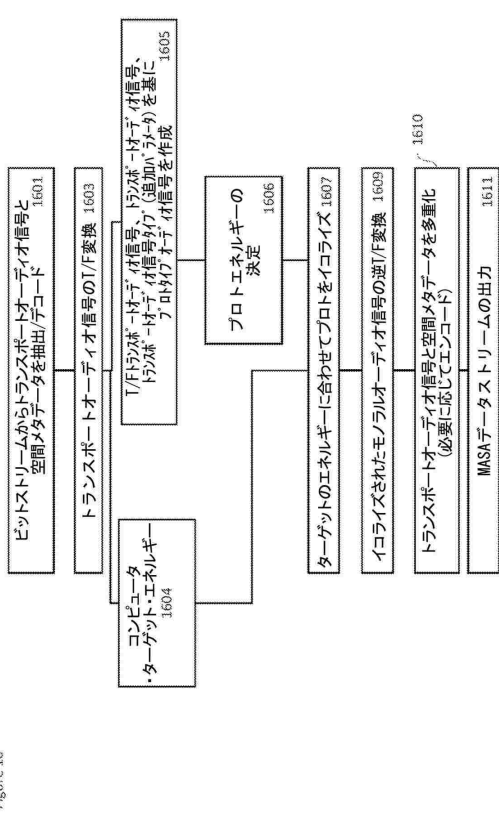 ビットストリームからトランスポートオーディオ信号と
空間メタデータを抽出/デコード
1601
トランスポートオーディオ信号のT/F変換 1603
T/Fトランスポートオーディオ信号、トランスポートオーディオ信号、
トランスポートオーディオ信号タイプ(追加パラメータ)を基に
プロトタイプオーディオ信号を作成
1605
コンピュータ
・ターゲット・エネルギー
1604
プロトエネルギーの
決定
1606
ターゲットのエネルギーに合わせてプロトをイコライズ 1607
イコライズされたモノラルオーディオ信号の逆T/F変換 1609
トランスポートオーディオ信号と空間メタデータを多重化
(必要に応じてエンコード)
1610
MASAデータストリームの出力 1611